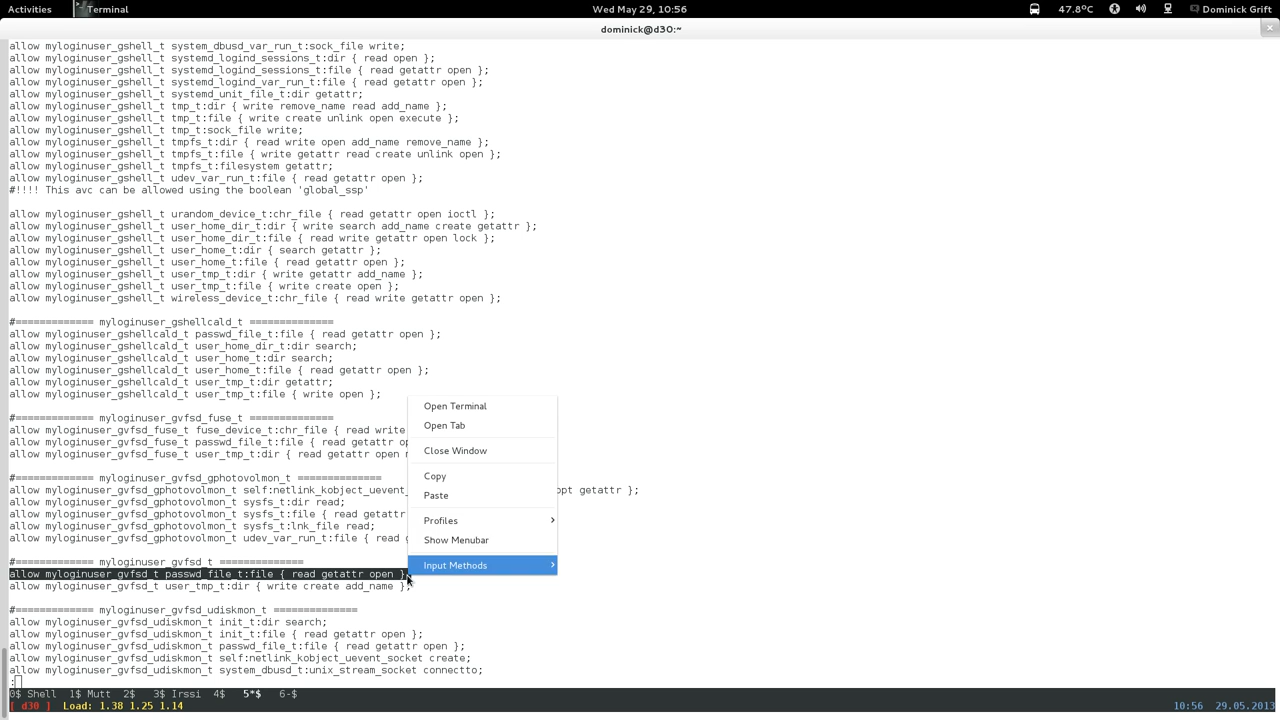 Activities Terminal Wed May 29, 10:56 47.8°C Dominick Grift
dominick@d30:~
allow myloginuser_gshell_t system_dbusd_var_run_t:sock_file write;
allow myloginuser_gshell_t systemd_logind_sessions_t:dir { read open };
allow myloginuser_gshell_t systemd_logind_sessions_t:file { read getattr open };
allow myloginuser_gshell_t systemd_logind_var_run_t:file { read getattr open };
allow myloginuser_gshell_t systemd_unit_file_t:dir getattr;
allow myloginuser_gshell_t tmp_t:dir { write remove_name read add_name };
allow myloginuser_gshell_t tmp_t:file { write create unlink open execute };
allow myloginuser_gshell_t tmp_t:sock_file write;
allow myloginuser_gshell_t tmpfs_t:dir { read write open add_name remove_name };
allow myloginuser_gshell_t tmpfs_t:file { write getattr read create unlink open };
allow myloginuser_gshell_t tmpfs_t:filesystem getattr;
allow myloginuser_gshell_t udev_var_run_t:file { read getattr open };
#!!!! This avc can be allowed using the boolean 'global_ssp'
allow myloginuser_gshell_t urandom_device_t:chr_file { read getattr open ioctl };
allow myloginuser_gshell_t user_home_dir_t:dir { write search add_name create getattr };
allow myloginuser_gshell_t user_home_dir_t:file { read write getattr open lock };
allow myloginuser_gshell_t user_home_t:dir { search getattr };
allow myloginuser_gshell_t user_home_t:file { read getattr open };
allow myloginuser_gshell_t user_tmp_t:dir { write getattr add_name };
allow myloginuser_gshell_t user_tmp_t:file { write create open };
allow myloginuser_gshell_t wireless_device_t:chr_file { read write getattr open };
#============= myloginuser_gshellcald_t ==============
allow myloginuser_gshellcald_t passwd_file_t:file { read getattr open };
allow myloginuser_gshellcald_t user_home_dir_t:dir search;
allow myloginuser_gshellcald_t user_home_t:dir search;
allow myloginuser_gshellcald_t user_home_t:file { read getattr open };
allow myloginuser_gshellcald_t user_tmp_t:dir getattr;
allow myloginuser_gshellcald_t user_tmp_t:file { write open };
#============= myloginuser_gvfsd_fuse_t ==============
allow myloginuser_gvfsd_fuse_t fuse_device_t:chr_file { read write
allow myloginuser_gvfsd_fuse_t passwd_file_t:file { read getattr op
allow myloginuser_gvfsd_fuse_t user_tmp_t:dir { read getattr open
#============= myloginuser_gvfsd_gphotovolmon_t ==============
allow myloginuser_gvfsd_gphotovolmon_t self:netlink_kobject_uevent_ opt getattr };
allow myloginuser_gvfsd_gphotovolmon_t sysfs_t:dir read;
allow myloginuser_gvfsd_gphotovolmon_t sysfs_t:file { read getattr
allow myloginuser_gvfsd_gphotovolmon_t sysfs_t:lnk_file read;
allow myloginuser_gvfsd_gphotovolmon_t udev_var_run_t:file { read g
#============= myloginuser_gvfsd_t ==============
allow myloginuser_gvfsd_t passwd_file_t:file { read getattr open };
allow myloginuser_gvfsd_t user_tmp_t:dir { write create add_name };
#============= myloginuser_gvfsd_udiskmon_t ==============
allow myloginuser_gvfsd_udiskmon_t init_t:dir search;
allow myloginuser_gvfsd_udiskmon_t init_t:file { read getattr open };
allow myloginuser_gvfsd_udiskmon_t passwd_file_t:file { read getattr open };
allow myloginuser_gvfsd_udiskmon_t self:netlink_kobject_uevent_socket create;
allow myloginuser_gvfsd_udiskmon_t system_dbusd_t:unix_stream_socket connectto;
:
0$ Shell 1$ Mutt 2$ 3$ Irssi 4$ 5*$ 6-$
[ d30 ] Load: 1.38 1.25 1.14 10:56 29.05.2013
Open Terminal
Open Tab
Close Window
Copy
Paste
Profiles
Show Menubar
Input Methods